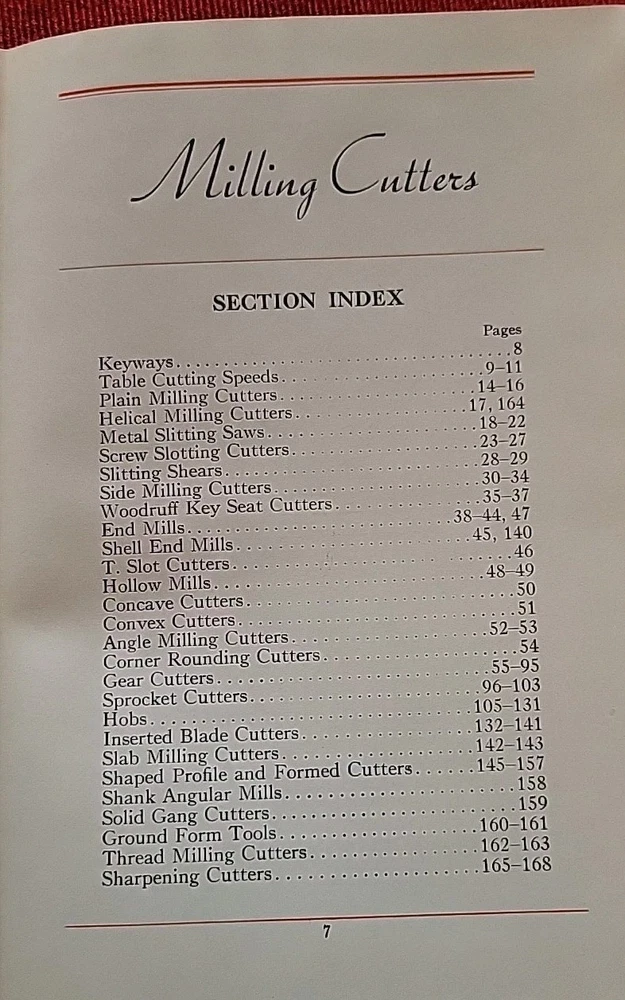 Milling Cutters
SECTION INDEX
Pages
Keyways........................................8
Table Cutting Speeds........................9-11
Plain Milling Cutters........................14-16
Helical Milling Cutters......................17, 164
Metal Slitting Saws..........................18-22
Screw Slotting Cutters......................23-27
Slitting Shears..............................28-29
Side Milling Cutters........................30-34
Woodruff Key Seat Cutters..................35-37
End Mills................................38-44, 47
Shell End Mills............................45, 140
T. Slot Cutters................................46
Hollow Mills................................48-49
Concave Cutters................................50
Convex Cutters................................51
Angle Milling Cutters......................52-53
Corner Rounding Cutters......................54
Gear Cutters................................55-95
Sprocket Cutters............................96-103
Hobs......................................105-131
Inserted Blade Cutters......................132-141
Slab Milling Cutters........................142-143
Shaped Profile and Formed Cutters......145-157
Shank Angular Mills..........................158
Solid Gang Cutters............................159
Ground Form Tools........................160-161
Thread Milling Cutters....................162-163
Sharpening Cutters........................165-168
7